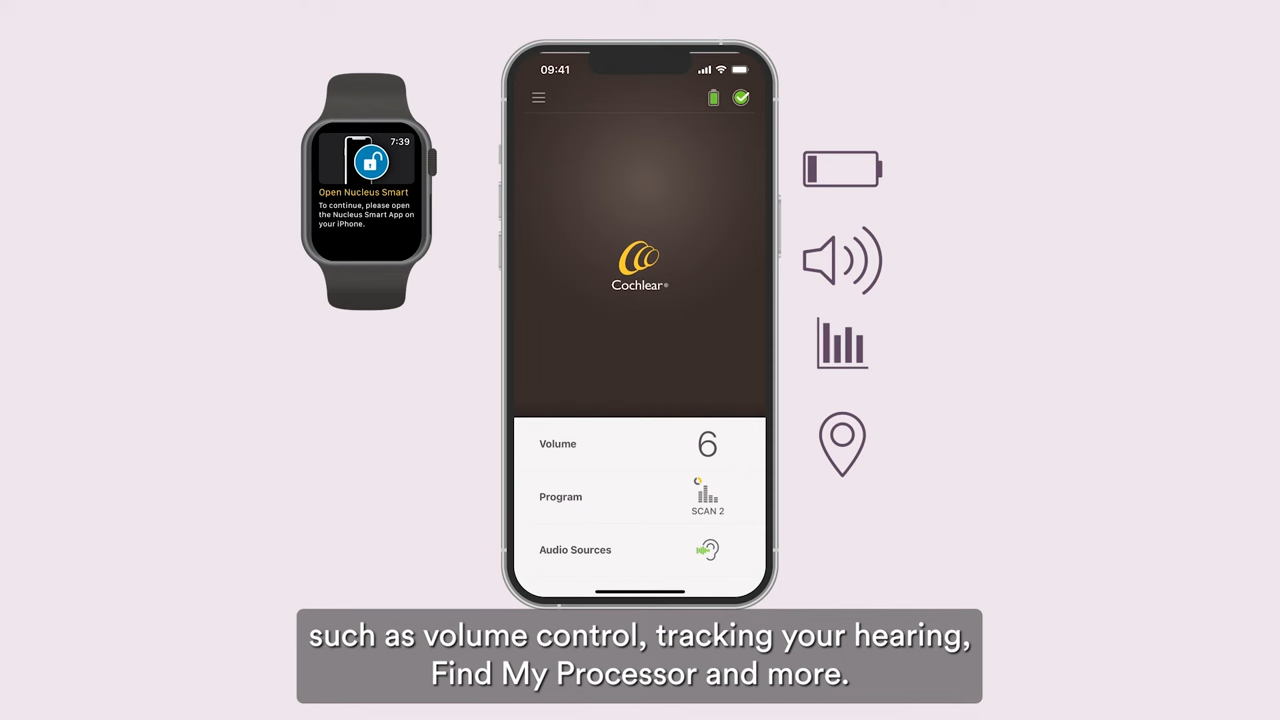 7:39
Open Nucleus Smart
To continue, please open
the Nucleus Smart App on
your iPhone.
09:41
Cochlear®
Volume 6
Program
SCAN 2
Audio Sources
such as volume control, tracking your hearing,
Find My Processor and more.